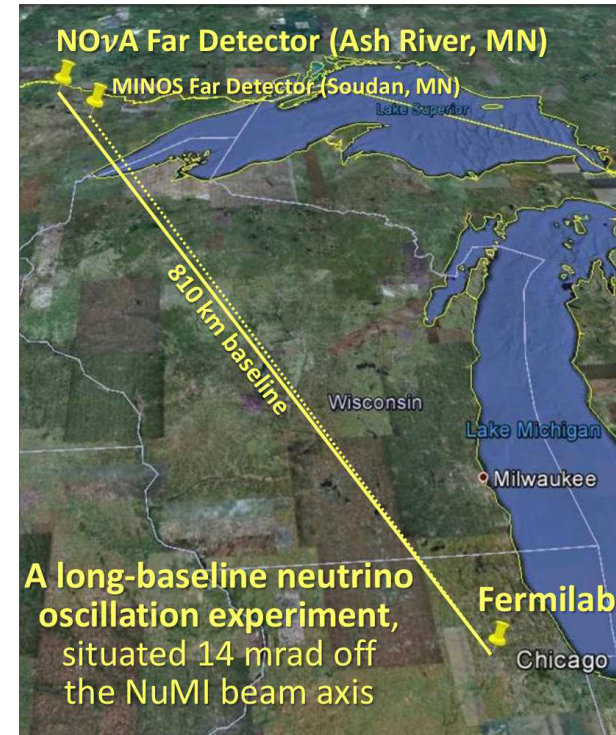 NOνA Far Detector (Ash River, MN)
MINOS Far Detector (Soudan, MN)
Lake Superior
810 km baseline
Wisconsin
Lake Michigan
Milwaukee
A long-baseline neutrino
oscillation experiment,
situated 14 mrad off
the NuMI beam axis
Fermilab
Chicago